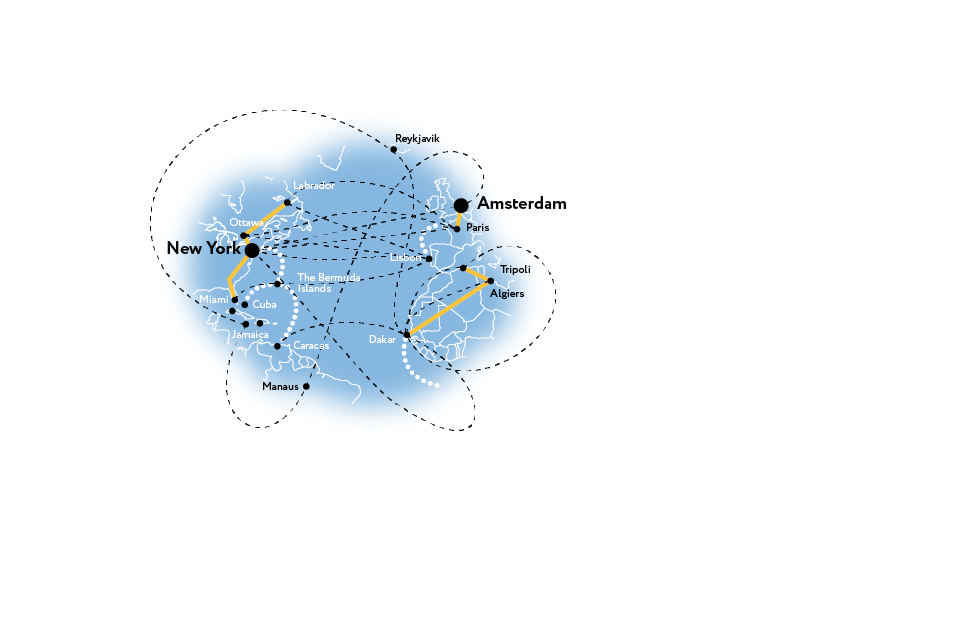 Reykjavik
Labrador
Amsterdam
Ottawa
Paris
New York
Lisbon
Tripoli
The Bermuda
Islands
Algiers
Miami
Cuba
Jamaica
Dakar
Caracas
Manaus